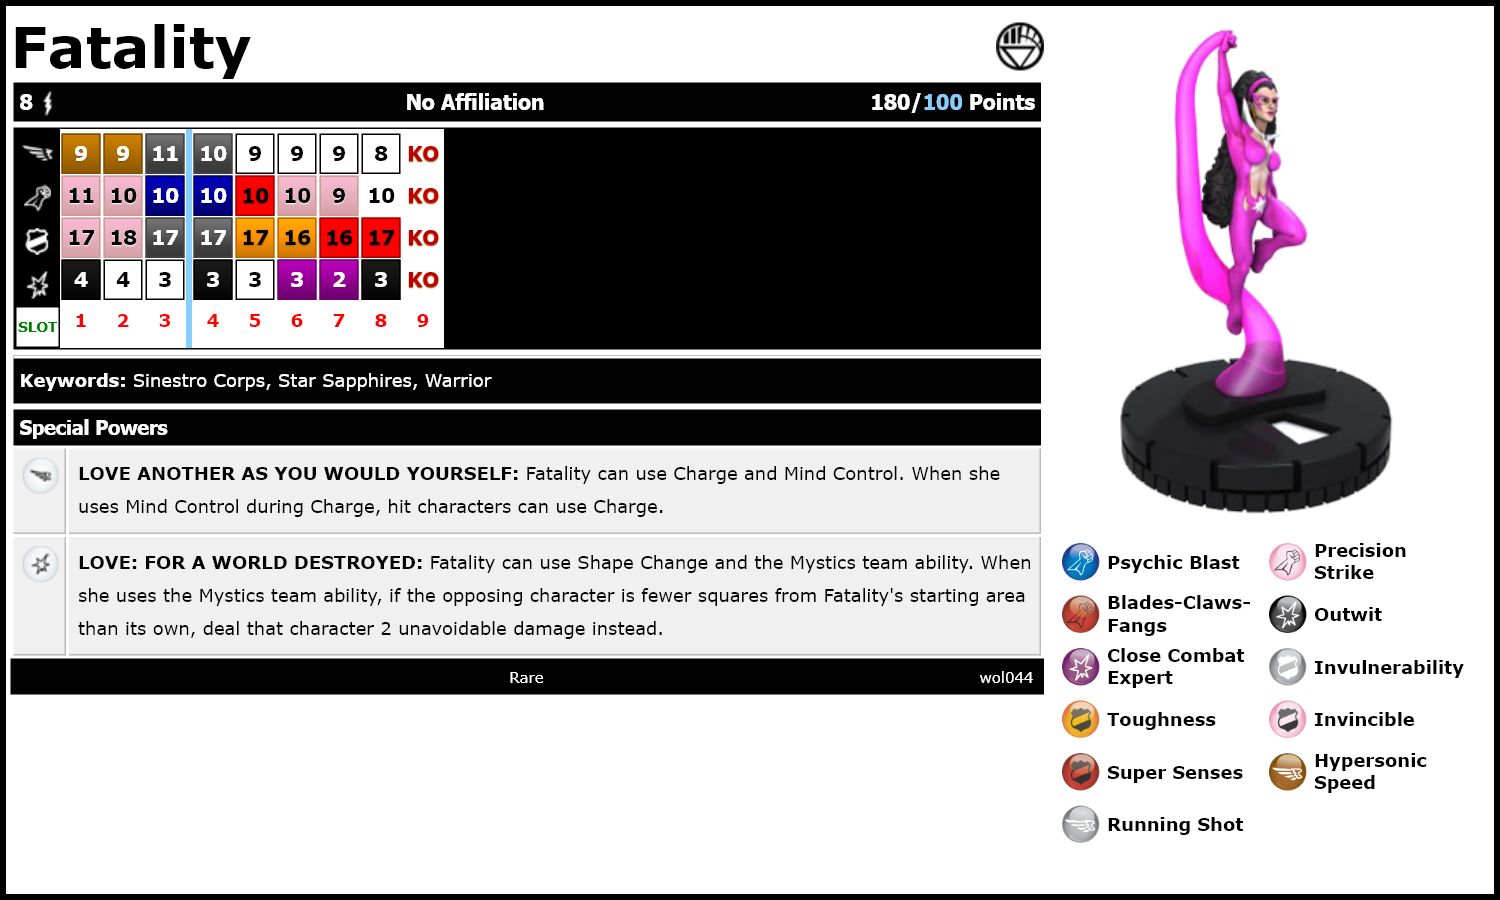 Fatality
8 No Affiliation 180/100 Points
9 9 11 10 9 9 9 8 KO
11 10 10 10 10 10 9 10 KO
17 18 17 17 17 16 16 17 KO
4 4 3 3 3 3 2 3 KO
SLOT 1 2 3 4 5 6 7 8 9
Keywords: Sinestro Corps, Star Sapphires, Warrior
Special Powers
LOVE ANOTHER AS YOU WOULD YOURSELF: Fatality can use Charge and Mind Control. When she
uses Mind Control during Charge, hit characters can use Charge.
LOVE: FOR A WORLD DESTROYED: Fatality can use Shape Change and the Mystics team ability. When
she uses the Mystics team ability, if the opposing character is fewer squares from Fatality's starting area
than its own, deal that character 2 unavoidable damage instead.
Rare wol044
Psychic Blast
Precision
Strike
Blades-Claws-
Fangs
Outwit
Close Combat
Expert
Invulnerability
Toughness
Invincible
Super Senses
Hypersonic
Speed
Running Shot